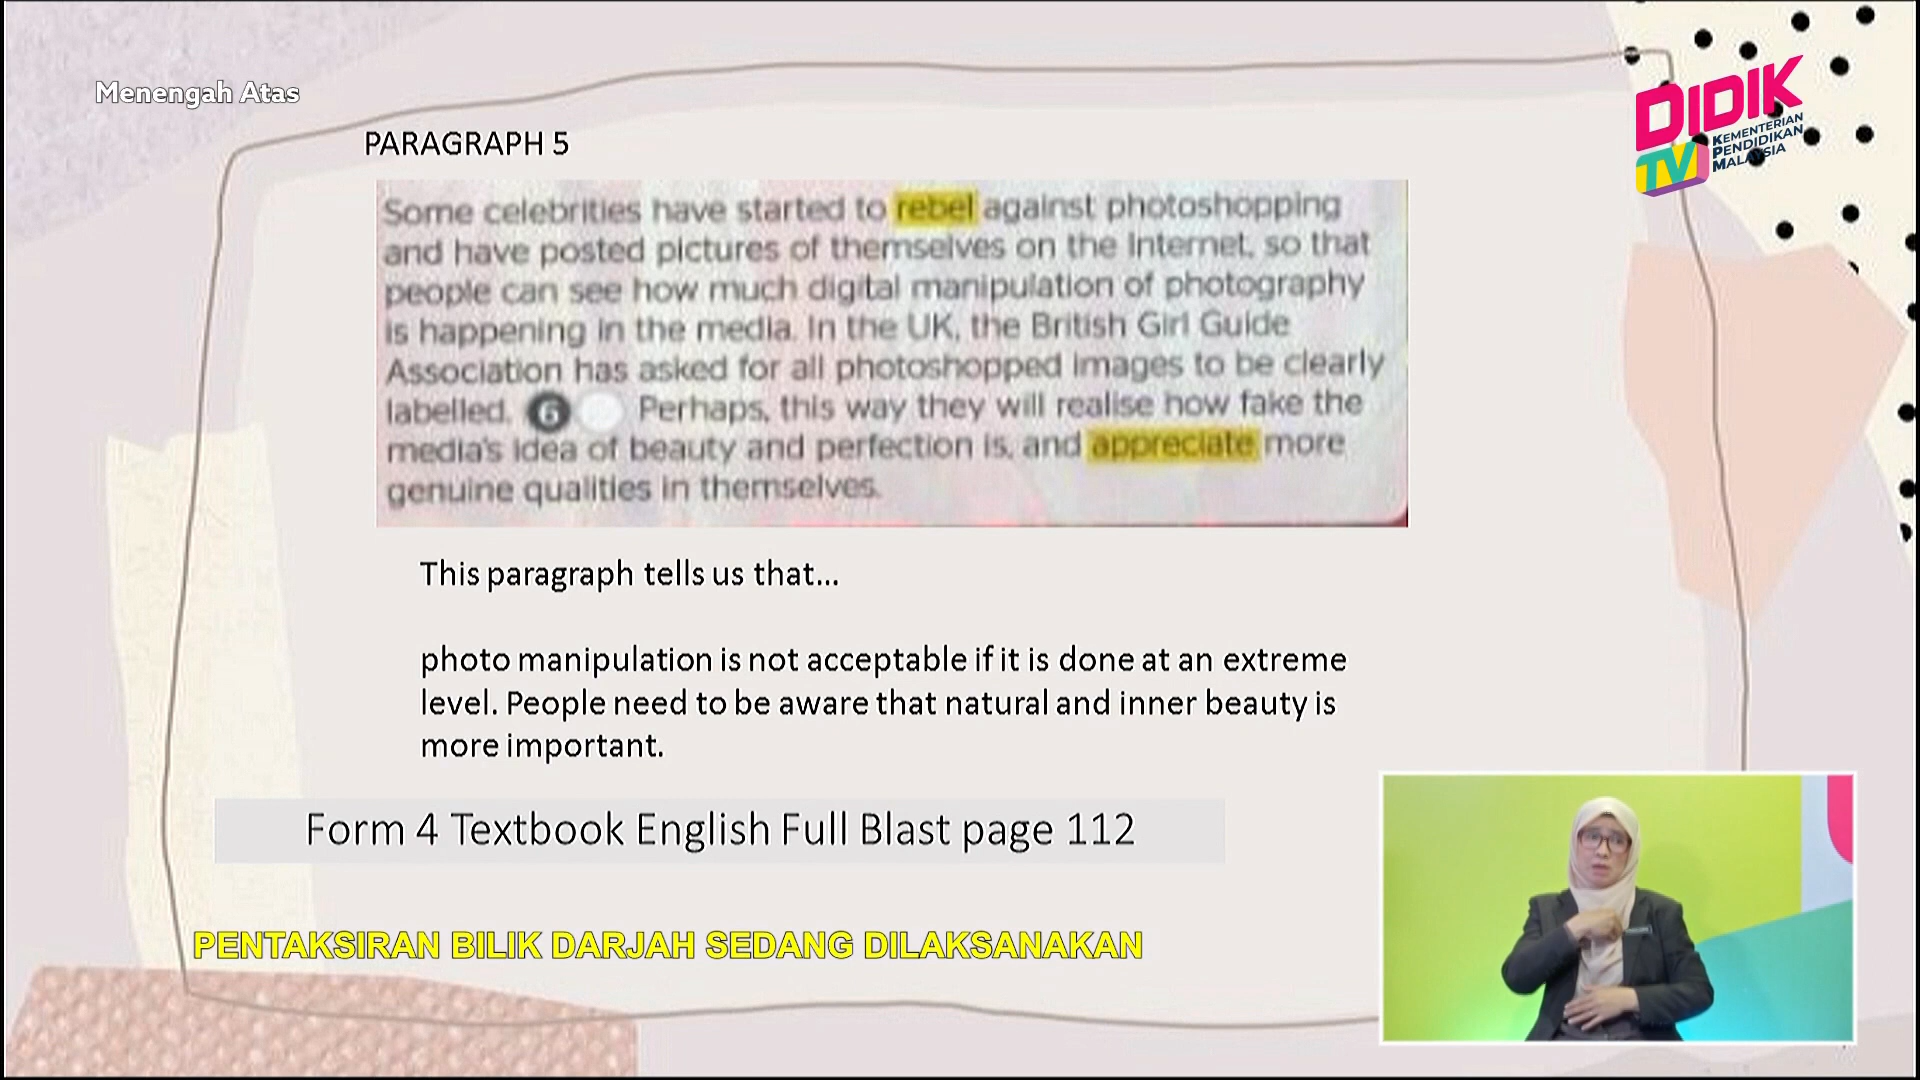 Menengah Atas
DIDIK
TV
KEMENTERIAN
PENDIDIKAN
MALAYSIA
PARAGRAPH 5
Some celebrities have started to rebel against photoshopping
and have posted pictures of themselves on the Internet, so that
people can see how much digital manipulation of photography
is happening in the media. In the UK, the British Girl Guide
Association has asked for all photoshopped images to be clearly
labelled. 6 Perhaps, this way they will realise how fake the
media's idea of beauty and perfection is, and appreciate more
genuine qualities in themselves.
This paragraph tells us that...
photo manipulation is not acceptable if it is done at an extreme
level. People need to be aware that natural and inner beauty is
more important.
Form 4 Textbook English Full Blast page 112
PENTAKSIRAN BILIK DARJAH SEDANG DILAKSANAKAN